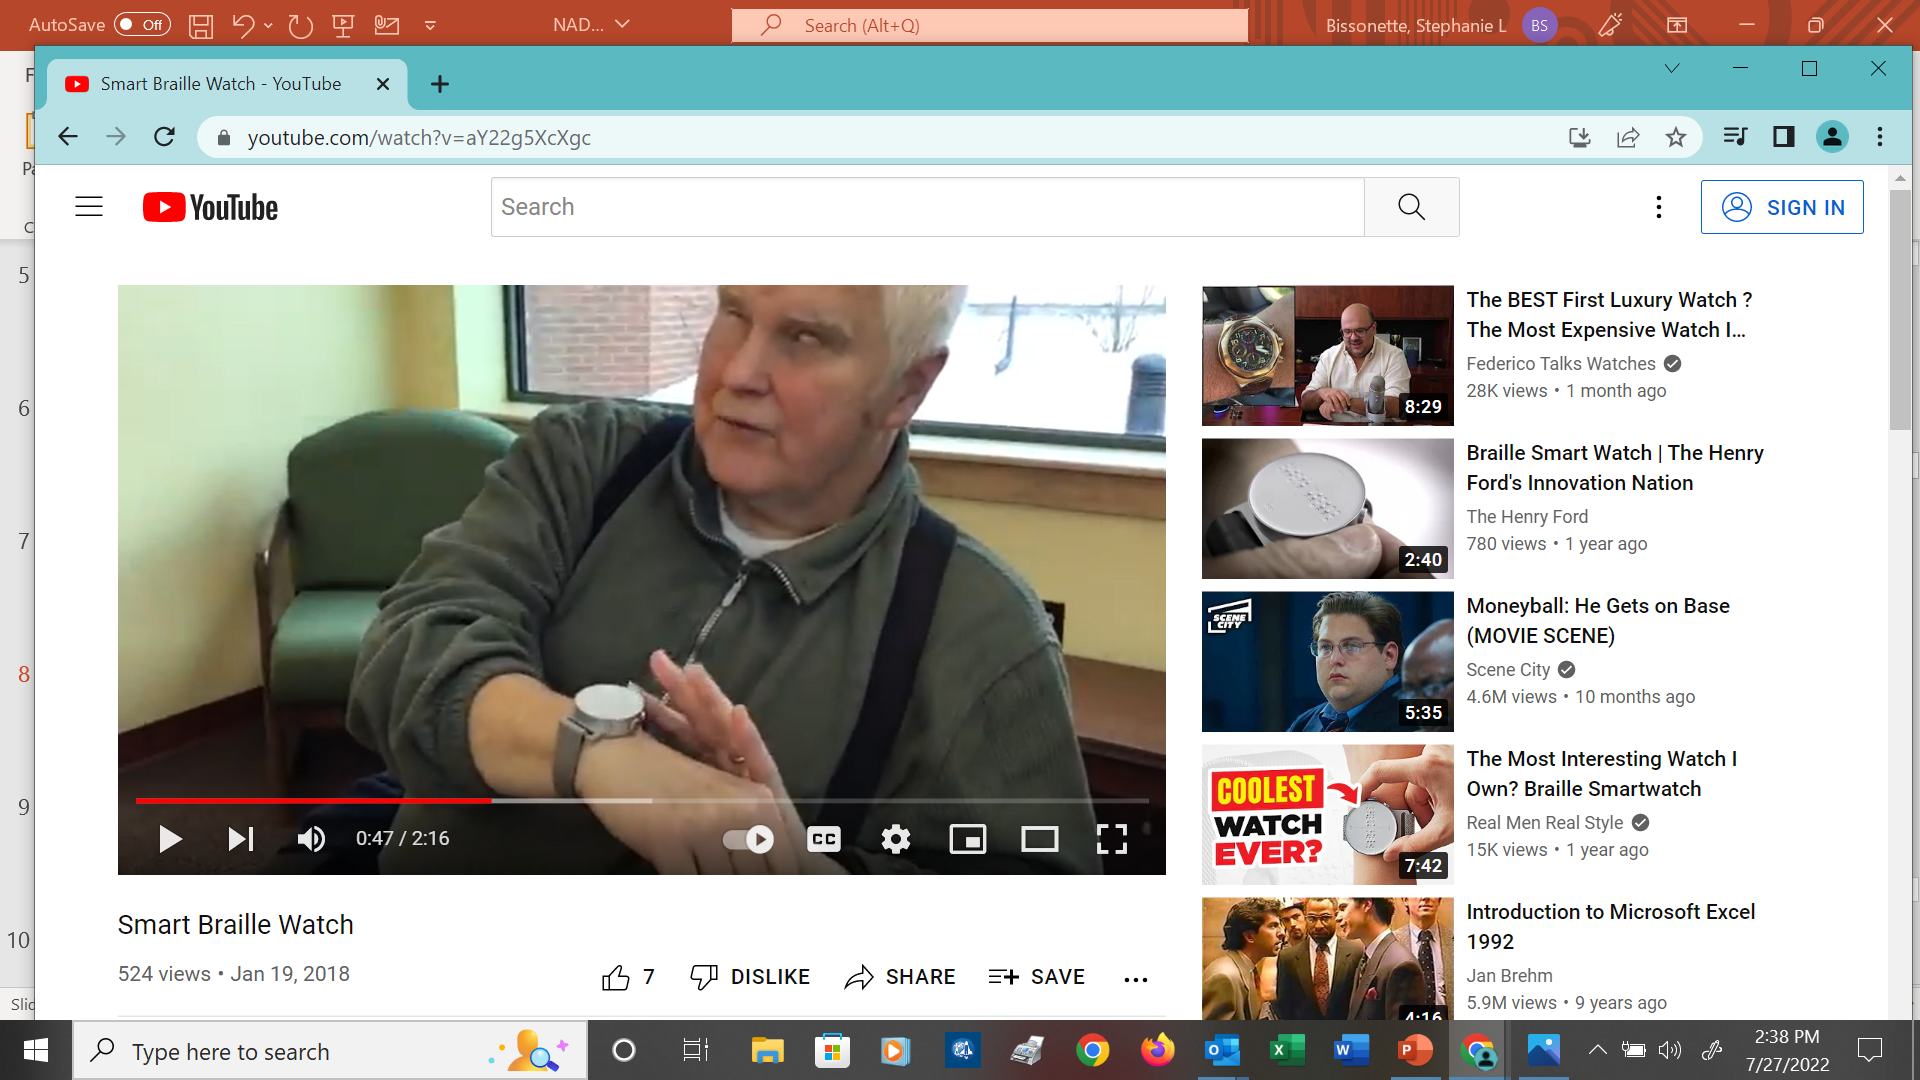 AutoSave Off NAD... Search (Alt+Q) Bissonette, Stephanie L BS
Smart Braille Watch - YouTube
youtube.com/watch?v=aY22g5XcXgc
YouTube
Search
SIGN IN
5
6
7
8
9
10
0:47 / 2:16
CC
Smart Braille Watch
524 views • Jan 19, 2018
7 DISLIKE SHARE SAVE ...
8:29
The BEST First Luxury Watch ?
The Most Expensive Watch I...
Federico Talks Watches
28K views • 1 month ago
2:40
Braille Smart Watch | The Henry
Ford's Innovation Nation
The Henry Ford
780 views • 1 year ago
SCENE
CITY
5:35
Moneyball: He Gets on Base
(MOVIE SCENE)
Scene City
4.6M views • 10 months ago
COOLEST
WATCH
EVER?
7:42
The Most Interesting Watch I
Own? Braille Smartwatch
Real Men Real Style
15K views • 1 year ago
4:16
Introduction to Microsoft Excel
1992
Jan Brehm
5.9M views • 9 years ago
Type here to search
2:38 PM
7/27/2022